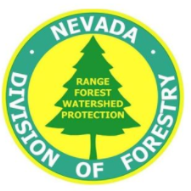 NEVADA
DIVISION OF FORESTRY
RANGE
FOREST
WATERSHED
PROTECTION